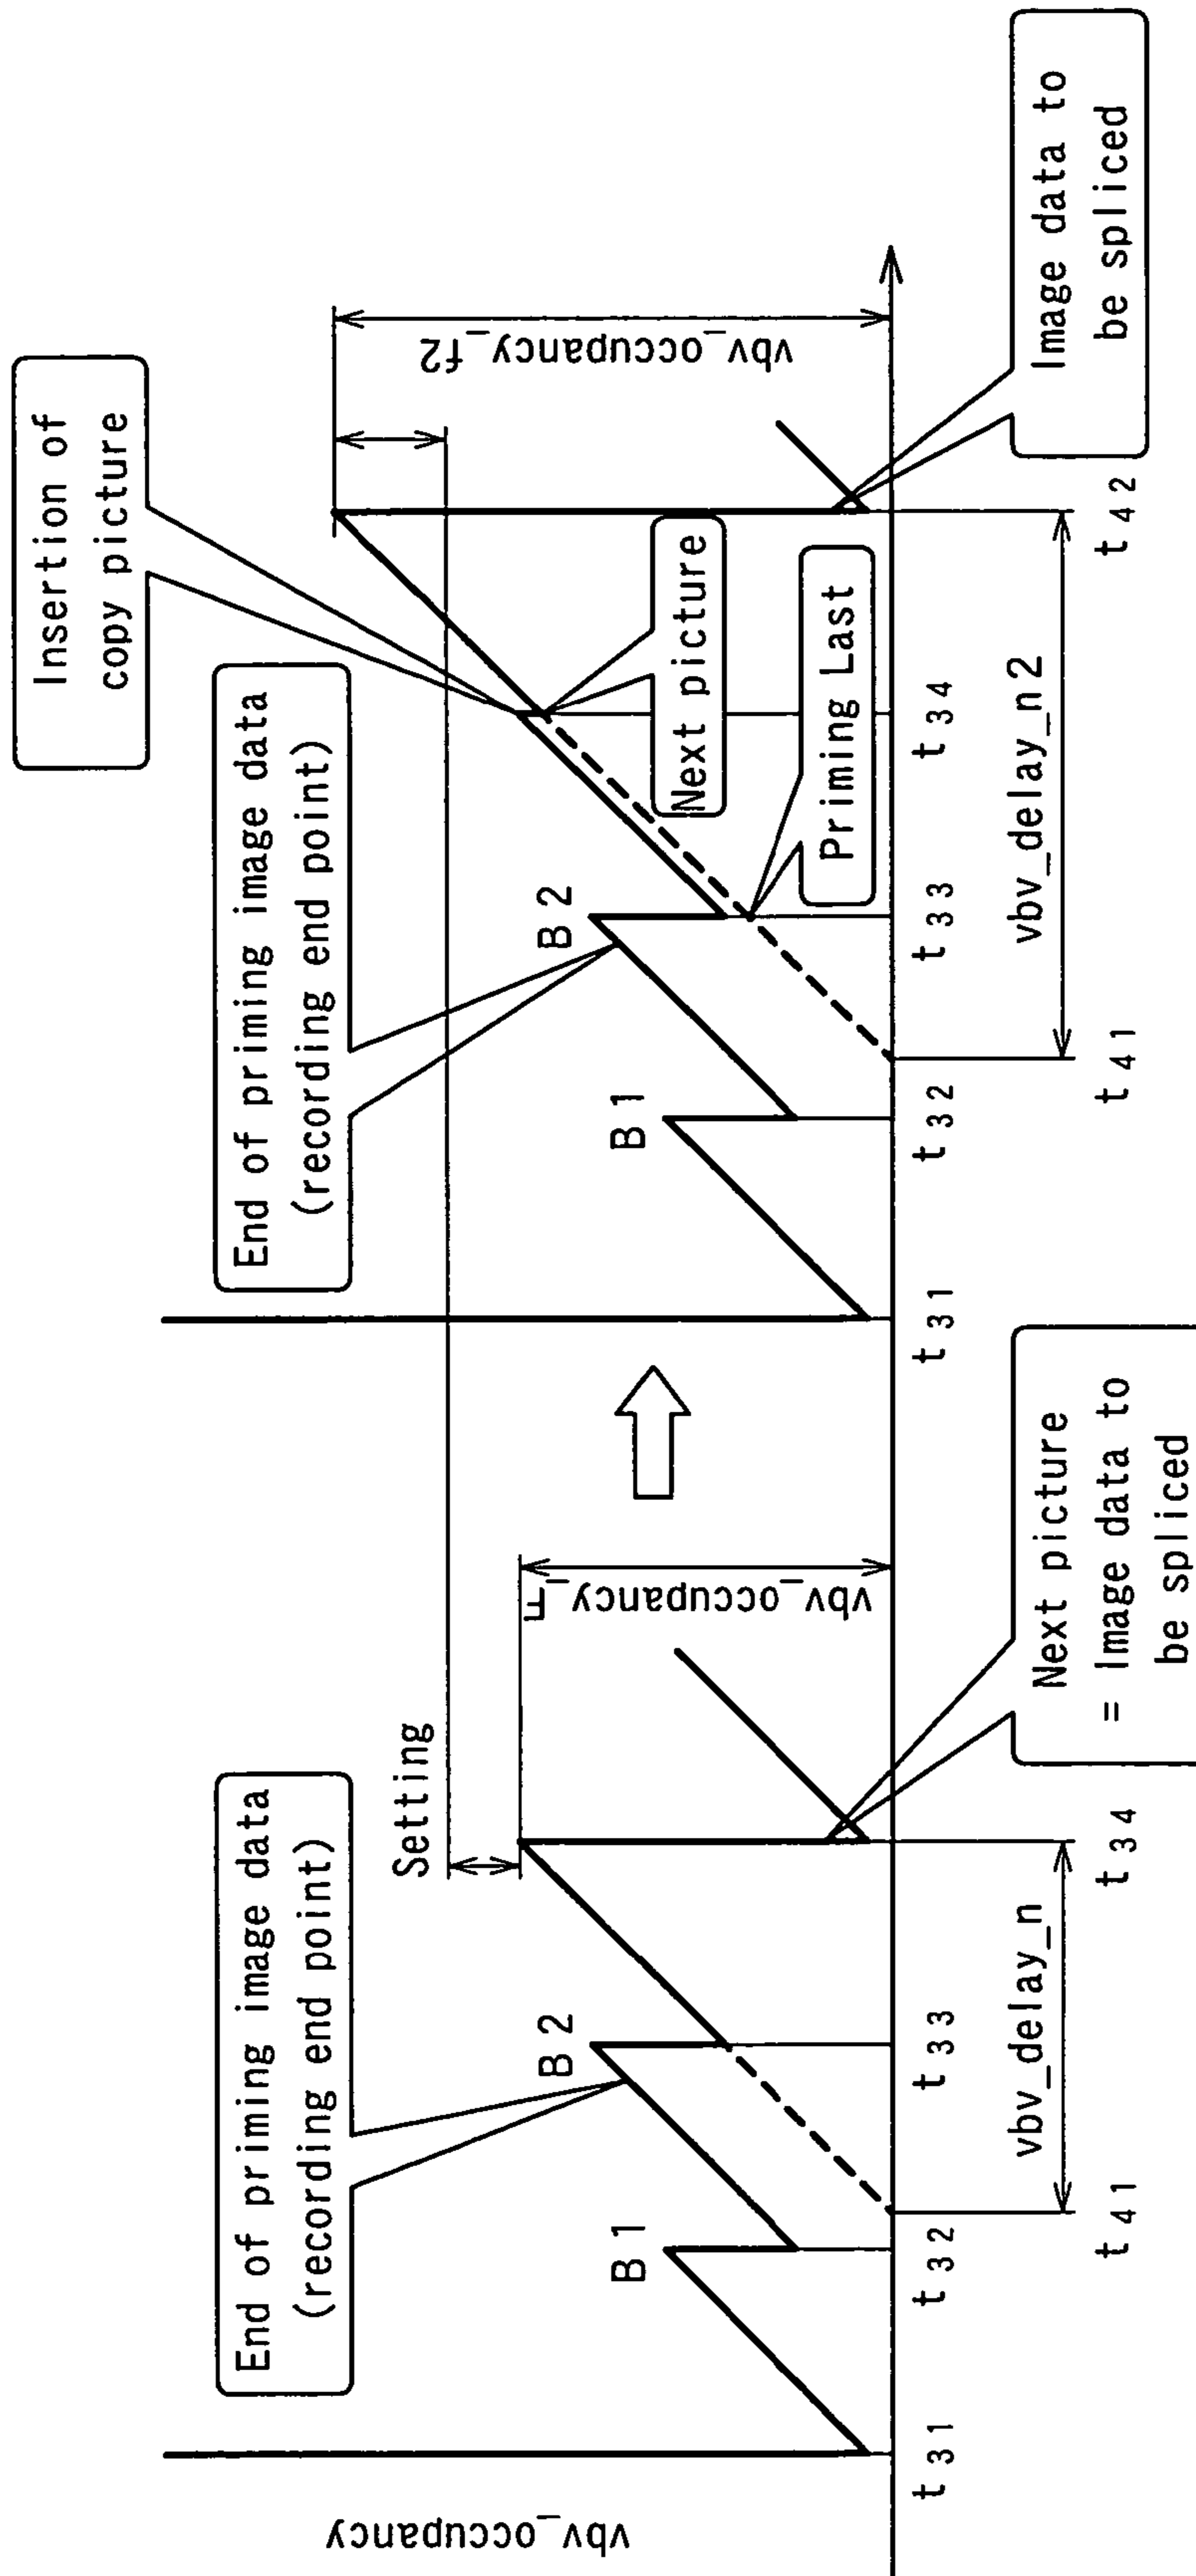 vbv_occupancy
End of priming image data
(recording end point)
Setting
B1
B2
vbv_occupancy_F
t31
t32
t33
t41
t34
vbv_delay_n
Next picture
= Image data to
be spliced
Insertion of
copy picture
End of priming image data
(recording end point)
B1
B2
Next picture
Priming Last
vbv_occupancy_f2
t31
t32
t33
t34
t41
t42
vbv_delay_n2
Image data to
be spliced